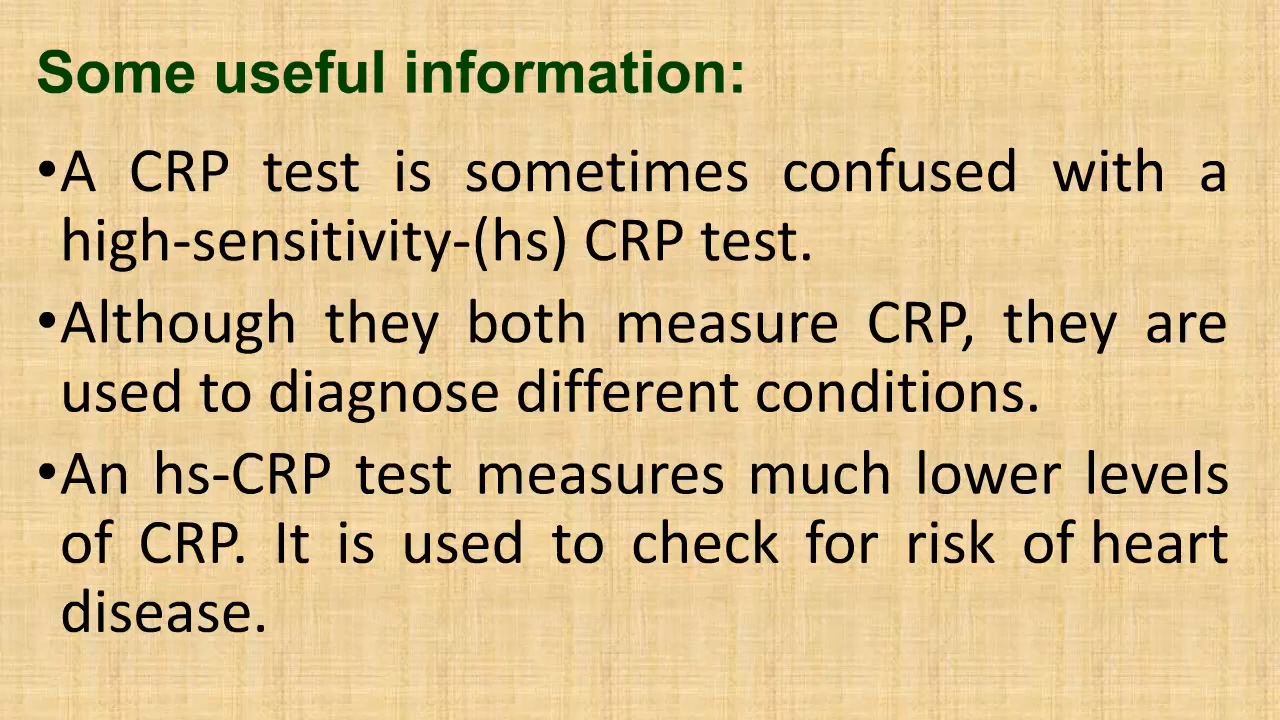 Some useful information:
•A CRP test is sometimes confused with a
high-sensitivity-(hs) CRP test.
•Although they both measure CRP, they are
used to diagnose different conditions.
•An hs-CRP test measures much lower levels
of CRP. It is used to check for risk of heart
disease.